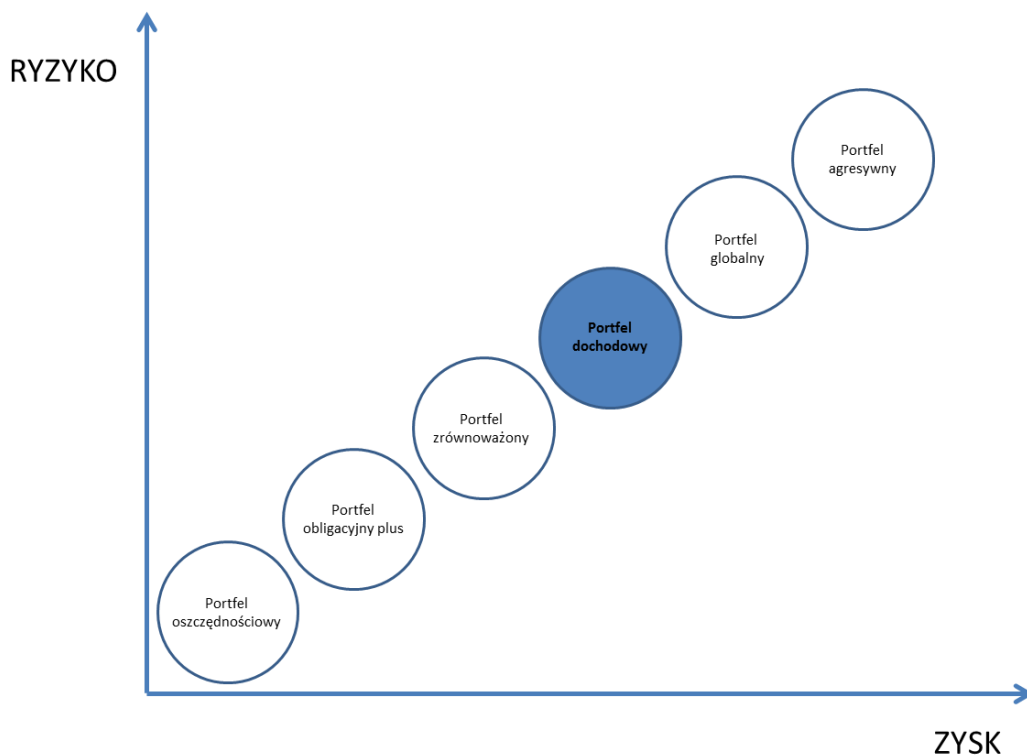 RYZYKO
Portfel
agresywny
Portfel
globalny
Portfel
dochodowy
Portfel
zrównoważony
Portfel
obligacyjny plus
Portfel
oszczędnościowy
ZYSK